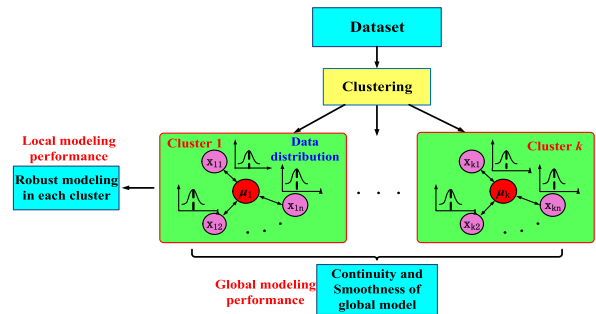 Dataset
Clustering
Local modeling
performance
Robust modeling
in each cluster
Cluster 1
Data
distribution
x11
μ1
x1n
x12
. . .
. . .
Cluster k
xk1
μk
xkn
xk2
. . .
Global modeling
performance
Continuity and
Smoothness of
global model